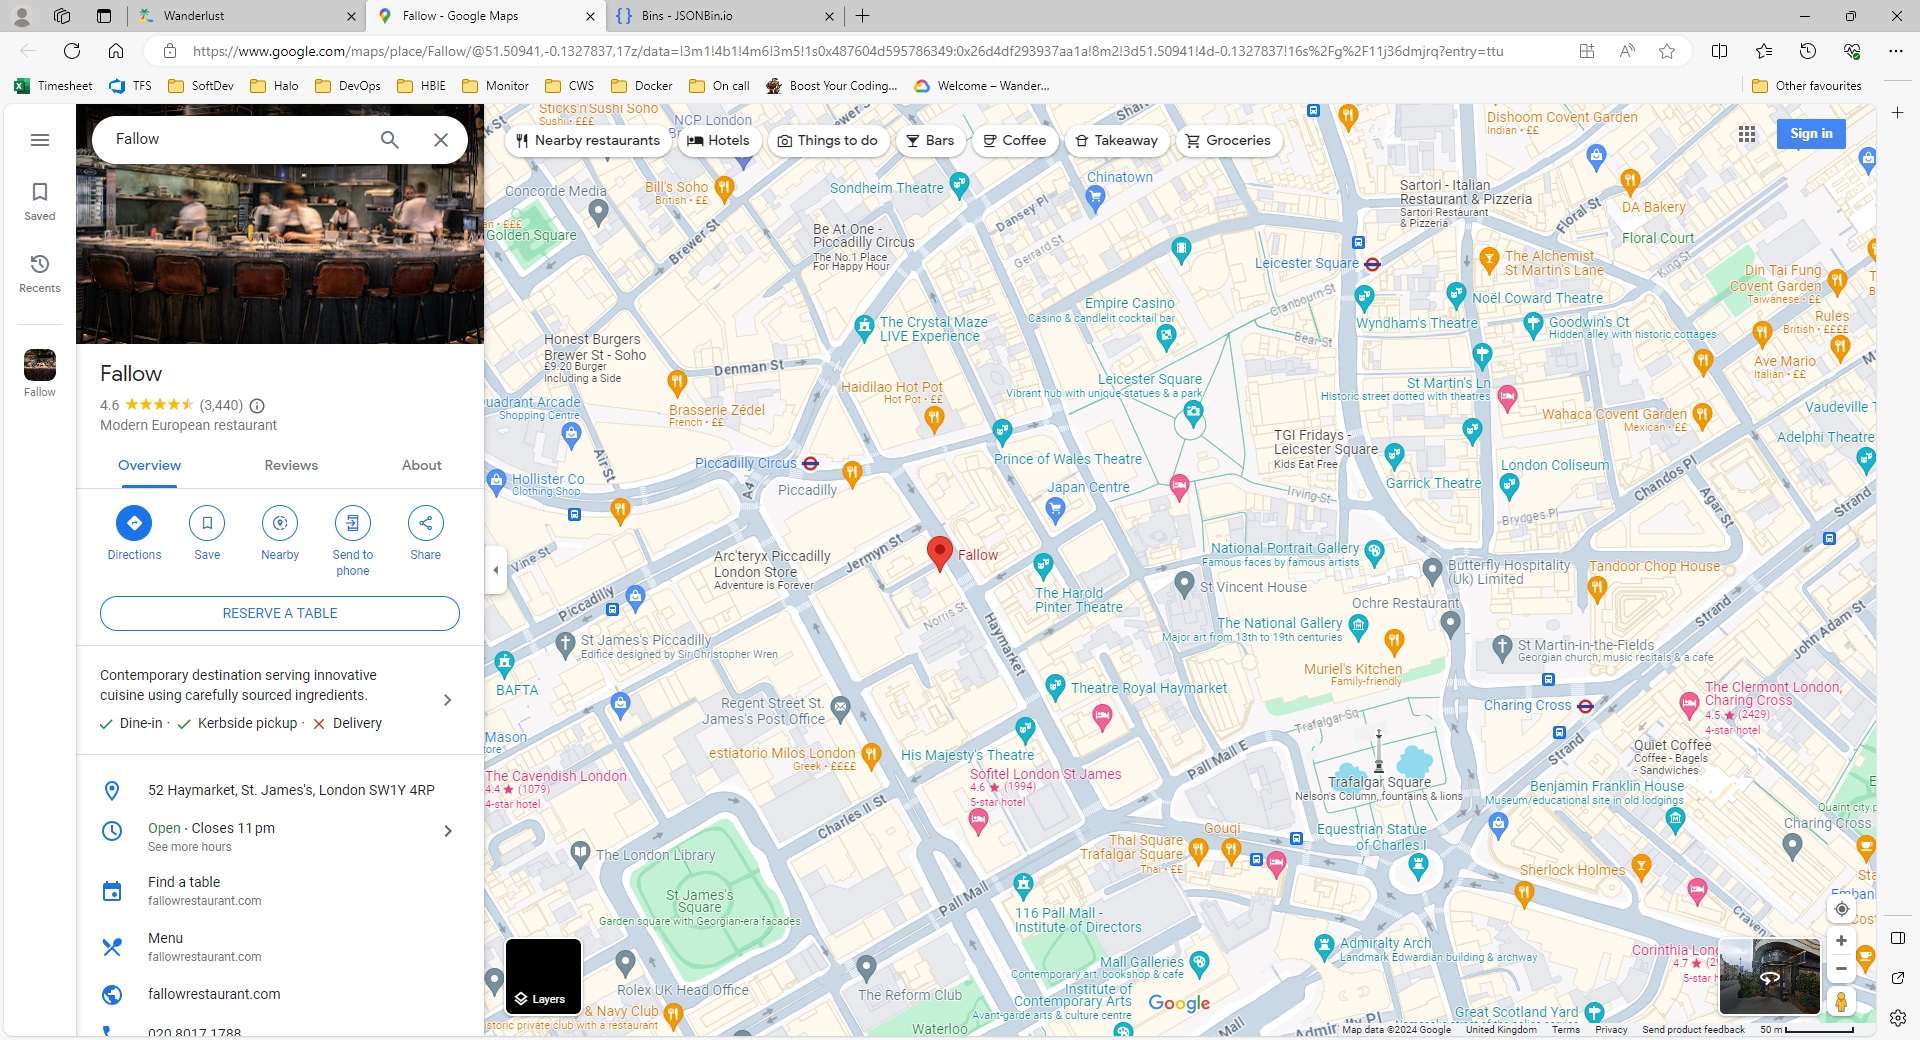 Wanderlust
Fallow - Google Maps
Bins - JSONBin.io
https://www.google.com/maps/place/Fallow/@51.50941,-0.1327837,17z/data=!3m1!4b1!4m6!3m5!1s0x487604d595786349:0x26d4df293937aa1a!8m2!3d51.50941!4d-0.1327837!16s%2Fg%2F11j36dmjrq?entry=ttu
Timesheet
TFS
SoftDev
Halo
DevOps
HBIE
Monitor
CWS
Docker
On call
Boost Your Coding...
Welcome – Wander...
Other favourites
Fallow
Saved
Recents
Fallow
Fallow
4.6 (3,440)
Modern European restaurant
Overview
Reviews
About
Directions
Save
Nearby
Send to
phone
Share
RESERVE A TABLE
Contemporary destination serving innovative
cuisine using carefully sourced ingredients.
Dine-in · Kerbside pickup · Delivery
52 Haymarket, St. James's, London SW1Y 4RP
Open · Closes 11 pm
See more hours
Find a table
fallowrestaurant.com
Menu
fallowrestaurant.com
fallowrestaurant.com
020 8017 1788
Nearby restaurants
Hotels
Things to do
Bars
Coffee
Takeaway
Groceries
Sign in
Sticks'n'Sushi Soho
Sushi · £££
NCP London
Dishoom Covent Garden
Indian · ££
Concorde Media
Bill's Soho
British · ££
Sondheim Theatre
Chinatown
Dansey Pl
Gerrard St
Sartori - Italian
Restaurant & Pizzeria
Sartori Restaurant
& Pizzeria
Floral St
DA Bakery
Floral Court
King St
Golden Square
Brewer St
Be At One -
Piccadilly Circus
The No.1 Place
For Happy Hour
Leicester Square
Cranbourn St
Bear St
The Alchemist
St Martin's Lane
Din Tai Fung
Covent Garden
Taiwanese · ££
Empire Casino
Casino & candlelit cocktail bar
Noël Coward Theatre
Wyndham's Theatre
Goodwin's Ct
Hidden alley with historic cottages
Rules
British · ££££
The Crystal Maze
LIVE Experience
Honest Burgers
Brewer St - Soho
£9.20 Burger
Including a Side
Denman St
Haidilao Hot Pot
Hot Pot · ££
Leicester Square
Vibrant hub with unique statues & a park
St Martin's Ln
Historic street dotted with theatres
Ave Mario
Italian · ££
Quadrant Arcade
Shopping Centre
Brasserie Zédel
French · ££
Wahaca Covent Garden
Mexican · ££
Vaudeville T
Adelphi Theatre
Air St
Piccadilly Circus
Piccadilly
A4
Prince of Wales Theatre
TGI Fridays -
Leicester Square
Kids Eat Free
Garrick Theatre
London Coliseum
Chandos Pl
Agar St
Strand
Hollister Co
Clothing Shop
Japan Centre
Irving St
Brydges Pl
Vine St
Arc'teryx Piccadilly
London Store
Adventure is Forever
Jermyn St
Fallow
National Portrait Gallery
Famous faces by famous artists
Butterfly Hospitality
(Uk) Limited
Tandoor Chop House
Piccadilly
The Harold
Pinter Theatre
St Vincent House
Ochre Restaurant
Strand
John Adam St
Norris St
Haymarket
The National Gallery
Major art from 13th to 19th centuries
St James's Piccadilly
Edifice designed by Sir Christopher Wren
St Martin-in-the-Fields
Georgian church, music recitals & a cafe
Muriel's Kitchen
Family-friendly
BAFTA
Theatre Royal Haymarket
Regent Street St.
James's Post Office
Trafalgar Sq
Charing Cross
The Clermont London,
Charing Cross
4.5 (2429)
4-star hotel
Mason
estiatorio Milos London
Greek · ££££
His Majesty's Theatre
Pall Mall E
Strand
Quiet Coffee
Coffee - Bagels
- Sandwiches
The Cavendish London
4.4 (1079)
4-star hotel
Sofitel London St James
4.6 (1994)
5-star hotel
Trafalgar Square
Nelson's Column, fountains & lions
Benjamin Franklin House
Museum/educational site in old lodgings
Quaint city p
Charles II St
Thai Square
Trafalgar Square
Thai · ££
Gouqi
Equestrian Statue
of Charles I
Charing Cross
The London Library
Sherlock Holmes
St James's
Square
Garden square with Georgian-era facades
Pall Mall
116 Pall Mall -
Institute of Directors
Craven
Admiralty Arch
Landmark Edwardian building & archway
Corinthia Lon
4.7
5-star h
Mall Galleries
Contemporary art, bookshop & cafe
Rolex UK Head Office
The Reform Club
Institute of
Contemporary Arts
Avant-garde arts & culture centre
Google
& Navy Club
storic private club with a restaurant
Waterloo
Great Scotland Yard
Layers
Map data ©2024 Google
United Kingdom
Terms
Privacy
Send product feedback
50 m